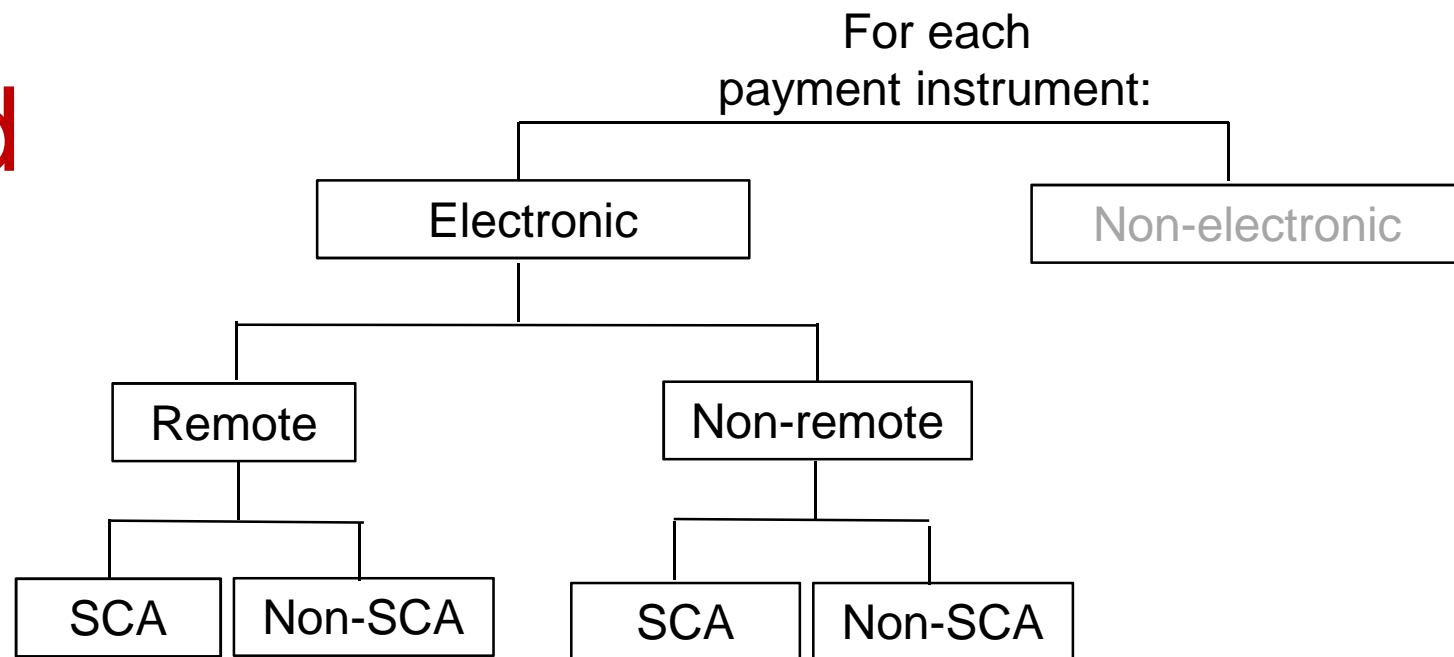 For each
payment instrument:
d
Electronic
Non-electronic
Remote
Non-remote
SCA
Non-SCA
SCA
Non-SCA